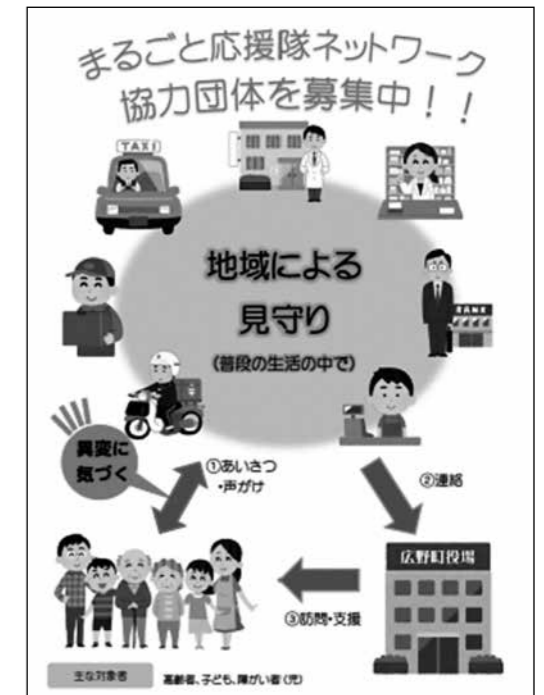 まるごと応援隊ネットワーク
協力団体を募集中!!
TAXI
地域による
見守り
(普段の生活の中で)
BANK
異変に
気づく
①あいさつ
・声がけ
②連絡
広野町役場
③訪問・支援
主な対象者
高齢者、子ども、障がい者(児)